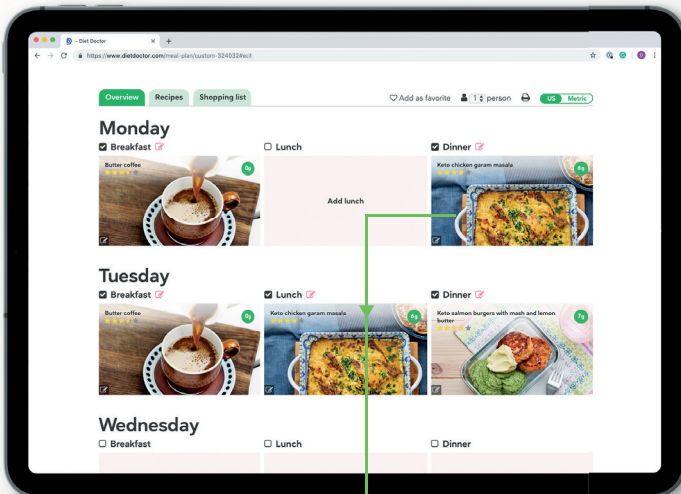 – Diet Doctor
https://www.dietdoctor.com/meal-plan/custom-324032#edit
Overview Recipes Shopping list Add as favorite 1 person US Metric
Monday
Breakfast Lunch Dinner
Butter coffee 0g Add lunch Keto chicken garam masala 6g
Tuesday
Breakfast Lunch Dinner
Butter coffee 0g Keto chicken garam masala 6g Keto salmon burgers with mash and lemon
butter 7g
Wednesday
Breakfast Lunch Dinner